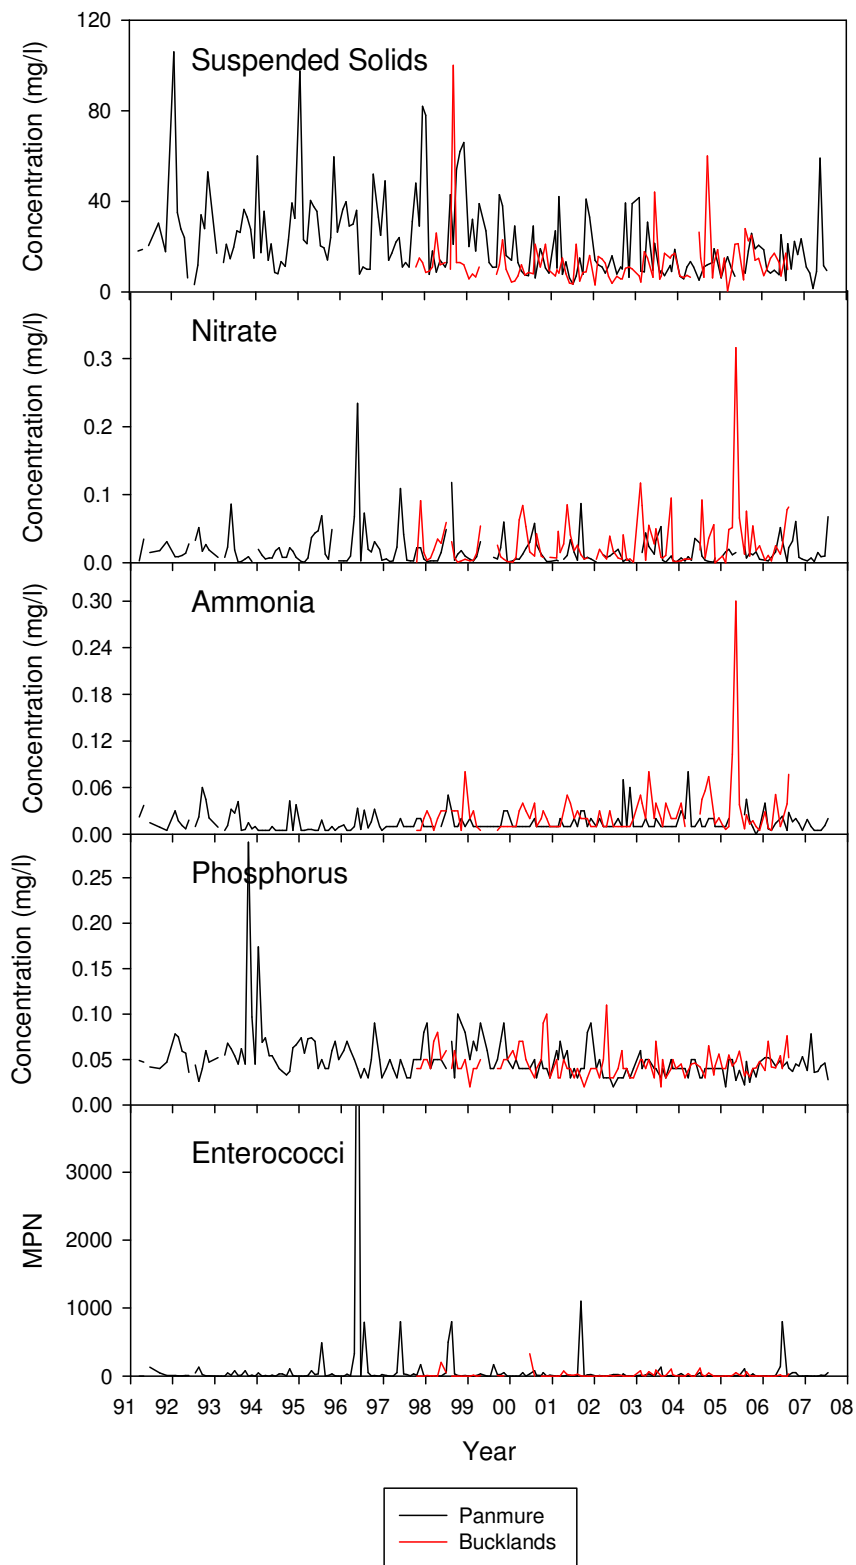 Suspended Solids
Concentration (mg/l)
120
80
40
0
Nitrate
Concentration (mg/l)
0.3
0.2
0.1
0.0
Ammonia
Concentration (mg/l)
0.30
0.24
0.18
0.12
0.06
0.00
Phosphorus
Concentration (mg/l)
0.25
0.20
0.15
0.10
0.05
0.00
Enterococci
MPN
3000
2000
1000
0
91 92 93 94 95 96 97 98 99 00 01 02 03 04 05 06 07 08
Year
Panmure
Bucklands